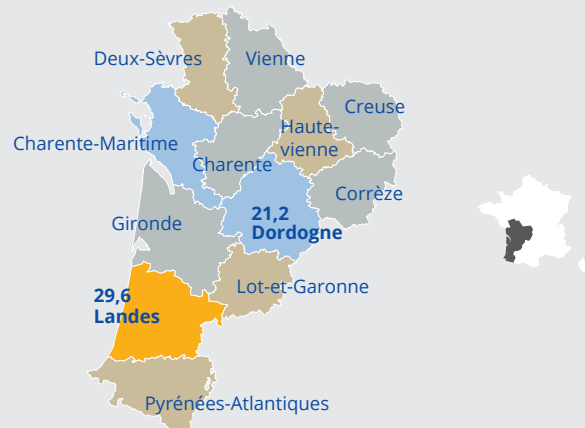 Deux-Sèvres
Vienne
Creuse
Haute-
vienne
Charente-Maritime
Charente
Corrèze
Gironde
21,2
Dordogne
Lot-et-Garonne
29,6
Landes
Pyrénées-Atlantiques